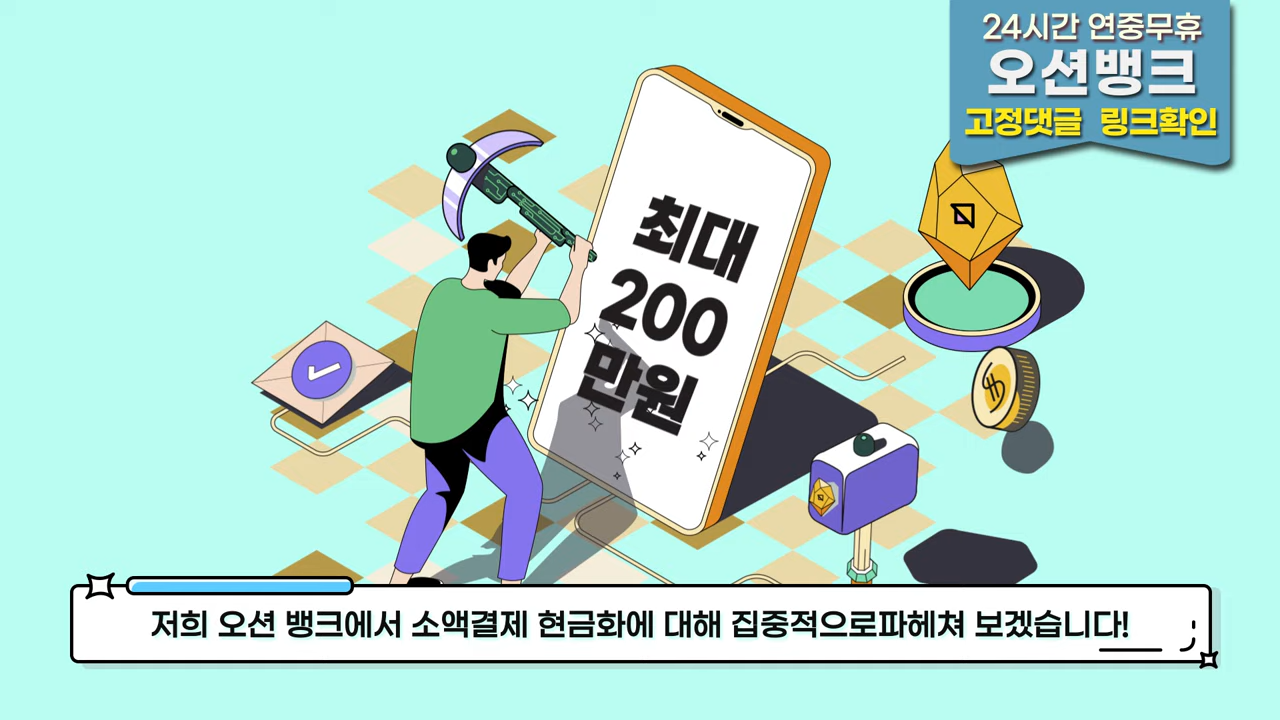 24시간 연중무휴
오션뱅크
고정댓글 링크확인
최대
200
만원
저희 오션 뱅크에서 소액결제 현금화에 대해 집중적으로파헤쳐 보겠습니다!